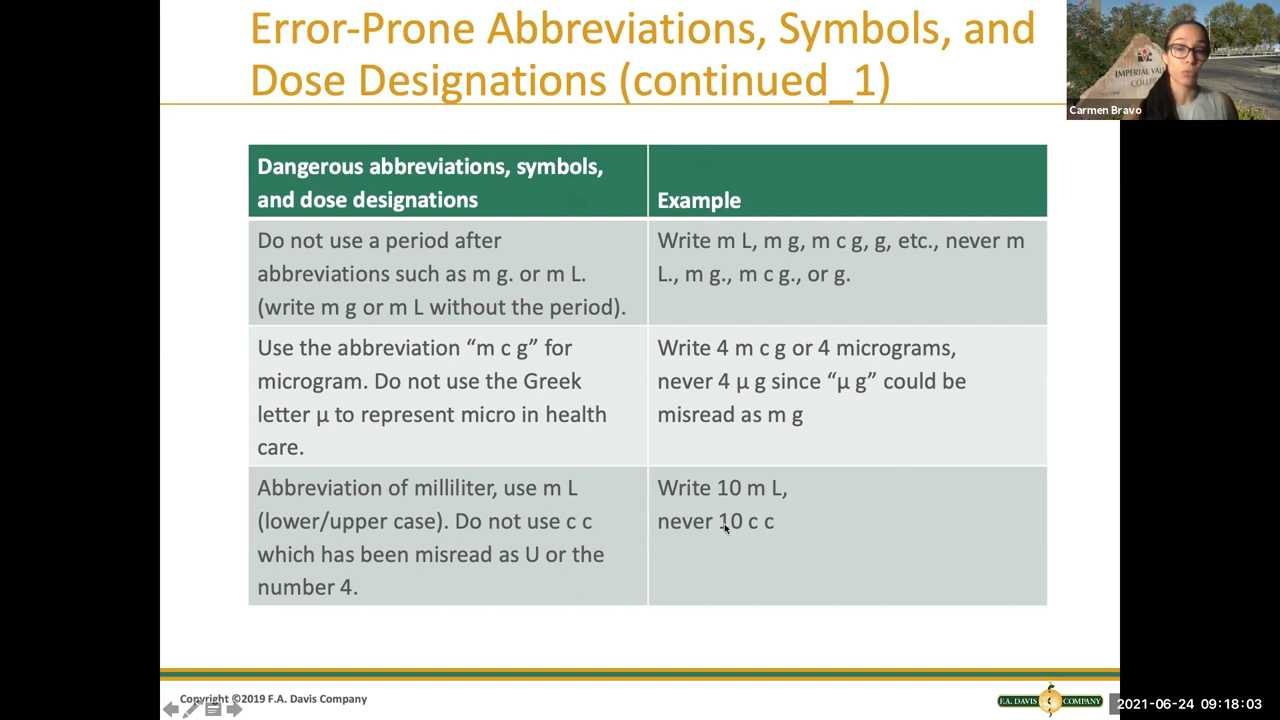 Error-Prone Abbreviations, Symbols, and
Dose Designations (continued_1)
IMPERIAL VAL
COLLE
Carmen Bravo
Dangerous abbreviations, symbols,
and dose designations
Example
Do not use a period after
abbreviations such as m g. or m L.
(write m g or m L without the period).
Write m L, m g, m c g, g, etc., never m
L., m g., m c g., or g.
Use the abbreviation “m c g” for
microgram. Do not use the Greek
letter µ to represent micro in health
care.
Write 4 m c g or 4 micrograms,
never 4 µ g since “µ g” could be
misread as m g
Abbreviation of milliliter, use m L
(lower/upper case). Do not use c c
which has been misread as U or the
number 4.
Write 10 m L,
never 10 c c
Copyright ©2019 F.A. Davis Company
F.A. DAVIS COMPANY
2021-06-24 09:18:03